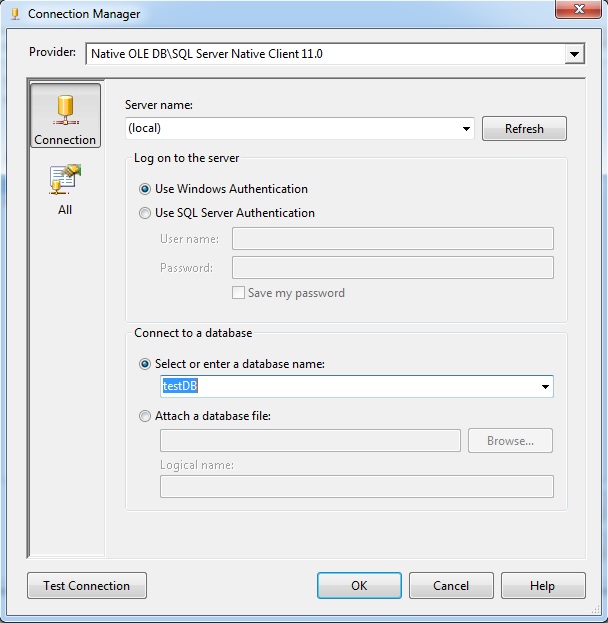 Connection Manager
Provider: Native OLE DB\SQL Server Native Client 11.0
Connection
All
Server name:
(local)
Refresh
Log on to the server
Use Windows Authentication
Use SQL Server Authentication
User name:
Password:
Save my password
Connect to a database
Select or enter a database name:
testDB
Attach a database file:
Browse...
Logical name:
Test Connection
OK
Cancel
Help